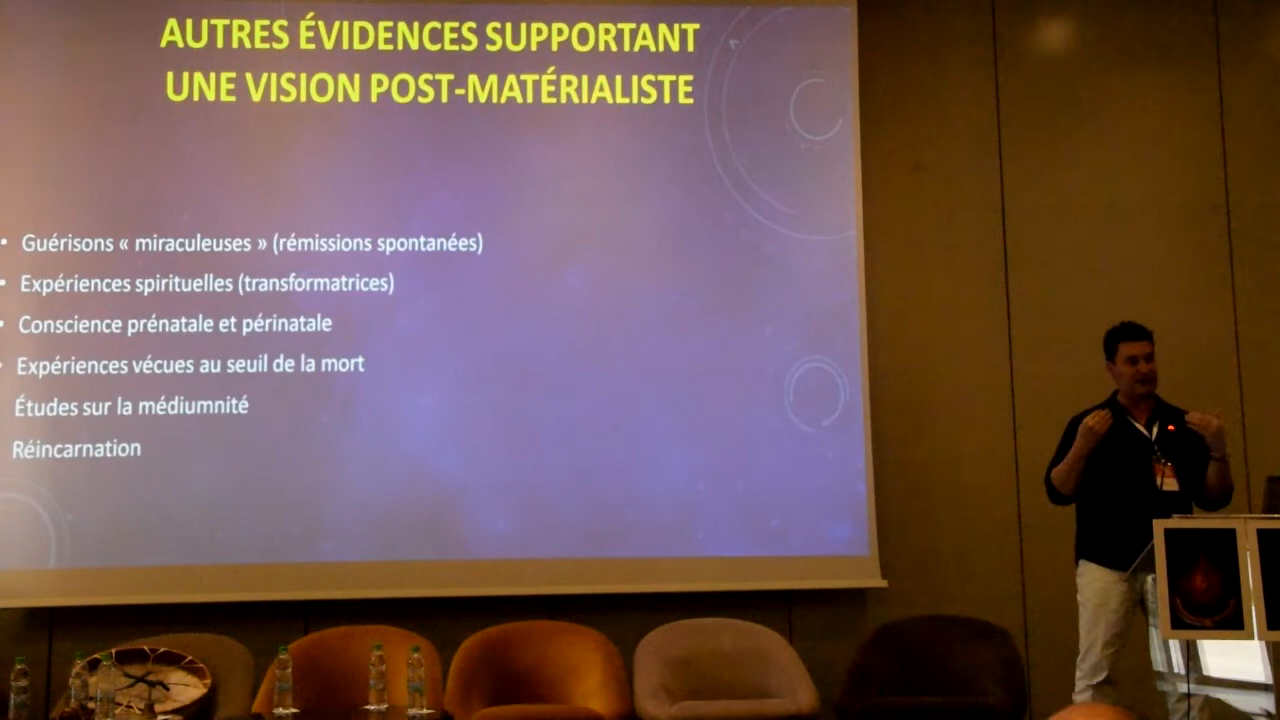 AUTRES ÉVIDENCES SUPPORTANT
UNE VISION POST-MATÉRIALISTE
• Guérisons « miraculeuses » (rémissions spontanées)
• Expériences spirituelles (transformatrices)
• Conscience prénatale et périnatale
• Expériences vécues au seuil de la mort
Études sur la médiumnité
Réincarnation